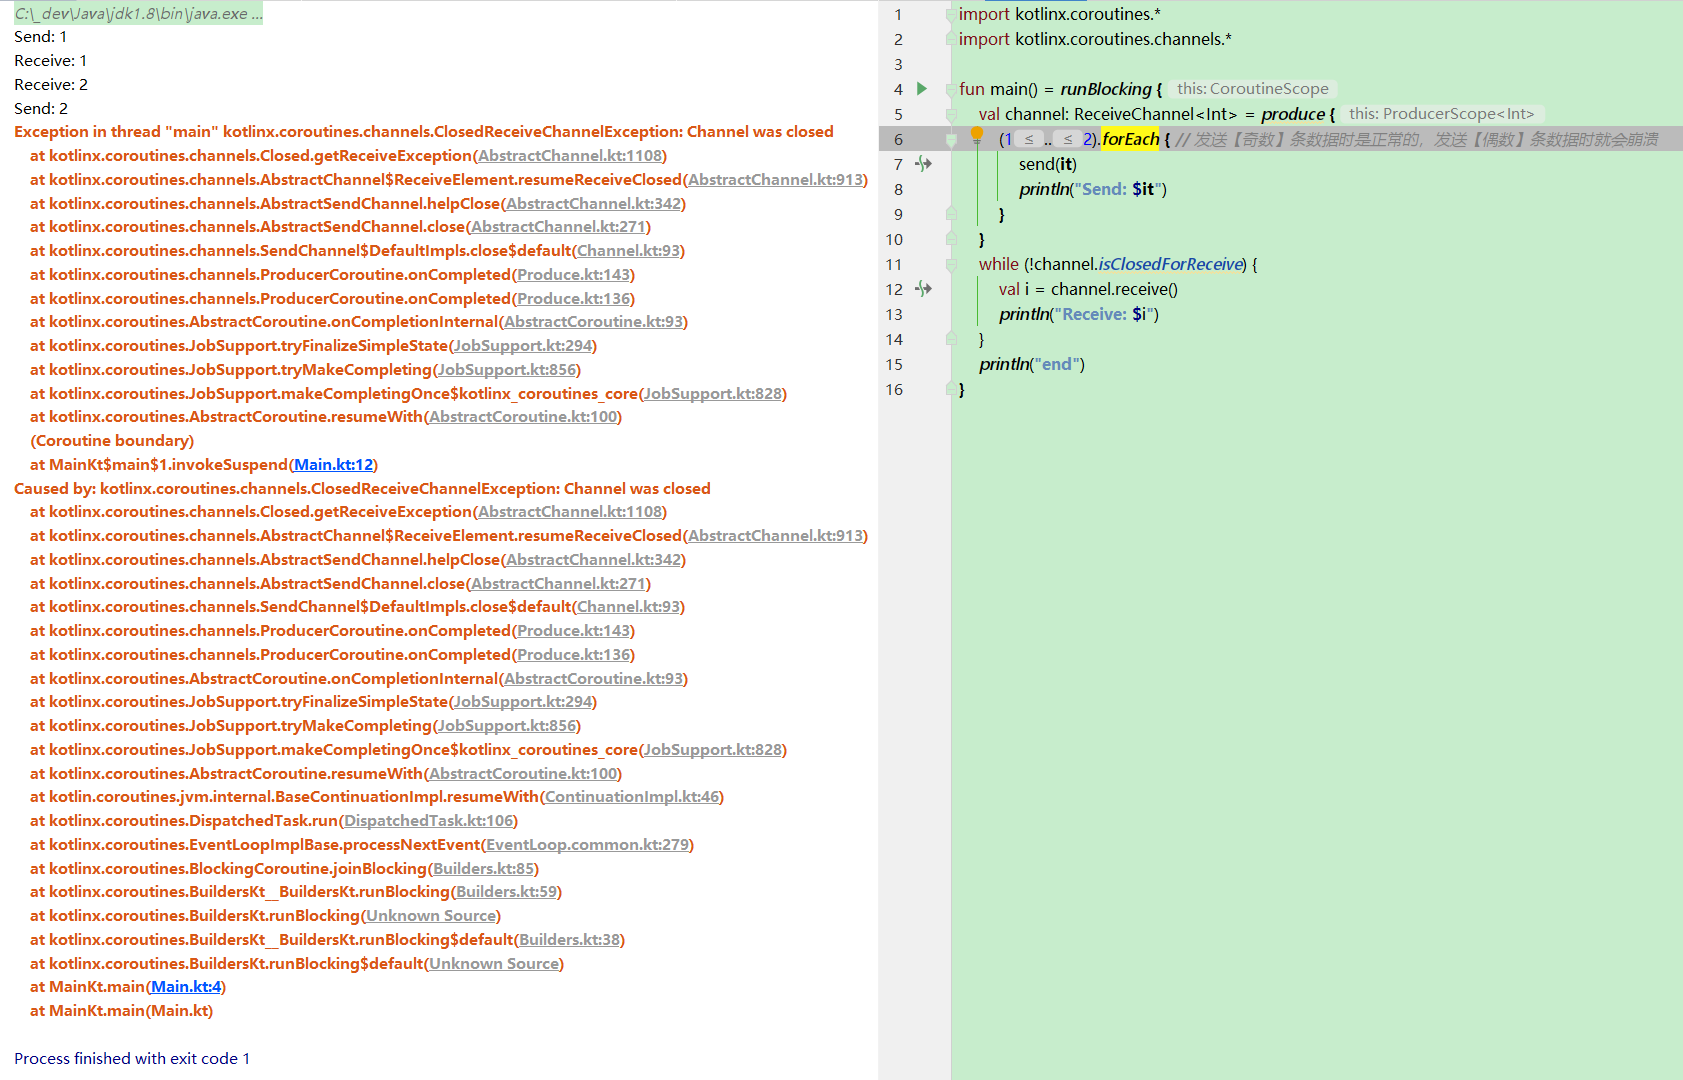 C:\_dev\Java\jdk1.8\bin\java.exe ...
Send: 1
Receive: 1
Receive: 2
Send: 2
Exception in thread "main" kotlinx.coroutines.channels.ClosedReceiveChannelException: Channel was closed
at kotlinx.coroutines.channels.Closed.getReceiveException(AbstractChannel.kt:1108)
at kotlinx.coroutines.channels.AbstractChannel$ReceiveElement.resumeReceiveClosed(AbstractChannel.kt:913)
at kotlinx.coroutines.channels.AbstractSendChannel.helpClose(AbstractChannel.kt:342)
at kotlinx.coroutines.channels.AbstractSendChannel.close(AbstractChannel.kt:271)
at kotlinx.coroutines.channels.SendChannel$DefaultImpls.close$default(Channel.kt:93)
at kotlinx.coroutines.channels.ProducerCoroutine.onCompleted(Produce.kt:143)
at kotlinx.coroutines.channels.ProducerCoroutine.onCompleted(Produce.kt:136)
at kotlinx.coroutines.AbstractCoroutine.onCompletionInternal(AbstractCoroutine.kt:93)
at kotlinx.coroutines.JobSupport.tryFinalizeSimpleState(JobSupport.kt:294)
at kotlinx.coroutines.JobSupport.tryMakeCompleting(JobSupport.kt:856)
at kotlinx.coroutines.JobSupport.makeCompletingOnce$kotlinx_coroutines_core(JobSupport.kt:828)
at kotlinx.coroutines.AbstractCoroutine.resumeWith(AbstractCoroutine.kt:100)
(Coroutine boundary)
at MainKt$main$1.invokeSuspend(Main.kt:12)
Caused by: kotlinx.coroutines.channels.ClosedReceiveChannelException: Channel was closed
at kotlinx.coroutines.channels.Closed.getReceiveException(AbstractChannel.kt:1108)
at kotlinx.coroutines.channels.AbstractChannel$ReceiveElement.resumeReceiveClosed(AbstractChannel.kt:913)
at kotlinx.coroutines.channels.AbstractSendChannel.helpClose(AbstractChannel.kt:342)
at kotlinx.coroutines.channels.AbstractSendChannel.close(AbstractChannel.kt:271)
at kotlinx.coroutines.channels.SendChannel$DefaultImpls.close$default(Channel.kt:93)
at kotlinx.coroutines.channels.ProducerCoroutine.onCompleted(Produce.kt:143)
at kotlinx.coroutines.channels.ProducerCoroutine.onCompleted(Produce.kt:136)
at kotlinx.coroutines.AbstractCoroutine.onCompletionInternal(AbstractCoroutine.kt:93)
at kotlinx.coroutines.JobSupport.tryFinalizeSimpleState(JobSupport.kt:294)
at kotlinx.coroutines.JobSupport.tryMakeCompleting(JobSupport.kt:856)
at kotlinx.coroutines.JobSupport.makeCompletingOnce$kotlinx_coroutines_core(JobSupport.kt:828)
at kotlinx.coroutines.AbstractCoroutine.resumeWith(AbstractCoroutine.kt:100)
at kotlin.coroutines.jvm.internal.BaseContinuationImpl.resumeWith(ContinuationImpl.kt:46)
at kotlinx.coroutines.DispatchedTask.run(DispatchedTask.kt:106)
at kotlinx.coroutines.EventLoopImplBase.processNextEvent(EventLoop.common.kt:279)
at kotlinx.coroutines.BlockingCoroutine.joinBlocking(Builders.kt:85)
at kotlinx.coroutines.BuildersKt__BuildersKt.runBlocking(Builders.kt:59)
at kotlinx.coroutines.BuildersKt.runBlocking(Unknown Source)
at kotlinx.coroutines.BuildersKt__BuildersKt.runBlocking$default(Builders.kt:38)
at kotlinx.coroutines.BuildersKt.runBlocking$default(Unknown Source)
at MainKt.main(Main.kt:4)
at MainKt.main(Main.kt)
Process finished with exit code 1
1 import kotlinx.coroutines.*
2 import kotlinx.coroutines.channels.*
3
4 fun main() = runBlocking { this: CoroutineScope
5 val channel: ReceiveChannel<Int> = produce { this: ProducerScope<Int>
6 (1 ≤ .. ≤ 2).forEach { // 发送【奇数】条数据时是正常的，发送【偶数】条数据时就会崩溃
7 send(it)
8 println("Send: $it")
9 }
10 }
11 while (!channel.isClosedForReceive) {
12 val i = channel.receive()
13 println("Receive: $i")
14 }
15 println("end")
16 }